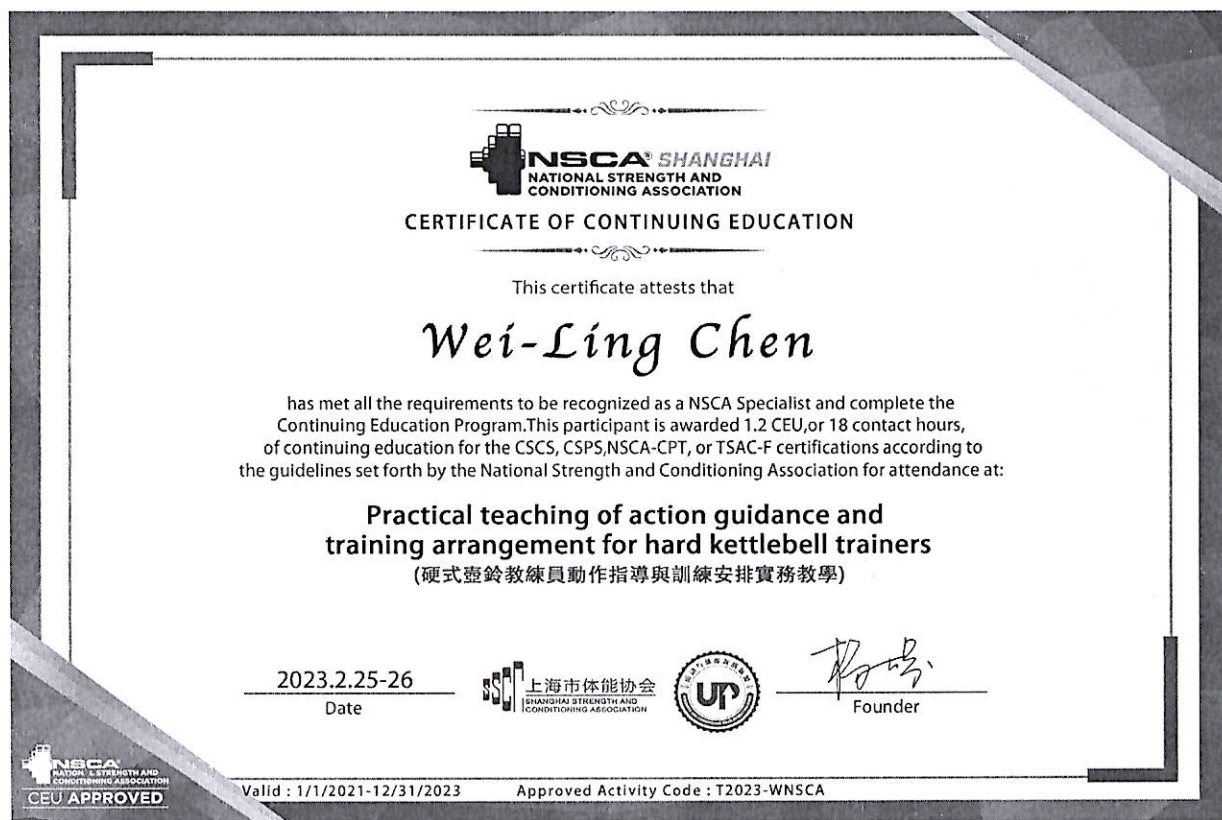 NSCA® SHANGHAI
NATIONAL STRENGTH AND
CONDITIONING ASSOCIATION
CERTIFICATE OF CONTINUING EDUCATION
This certificate attests that
Wei-Ling Chen
has met all the requirements to be recognized as a NSCA Specialist and complete the
Continuing Education Program.This participant is awarded 1.2 CEU,or 18 contact hours,
of continuing education for the CSCS, CSPS,NSCA-CPT, or TSAC-F certifications according to
the guidelines set forth by the National Strength and Conditioning Association for attendance at:
Practical teaching of action guidance and
training arrangement for hard kettlebell trainers
(硬式壺鈴教練員動作指導與訓練安排實務教學)
2023.2.25-26
Date
上海市体能协会
SHANGHAI STRENGTH AND
CONDITIONING ASSOCIATION
UP
Founder
NSCA
STRENGTH AND
CONDITIONING ASSOCIATION
CEU APPROVED
Valid : 1/1/2021-12/31/2023
Approved Activity Code : T2023-WNSCA